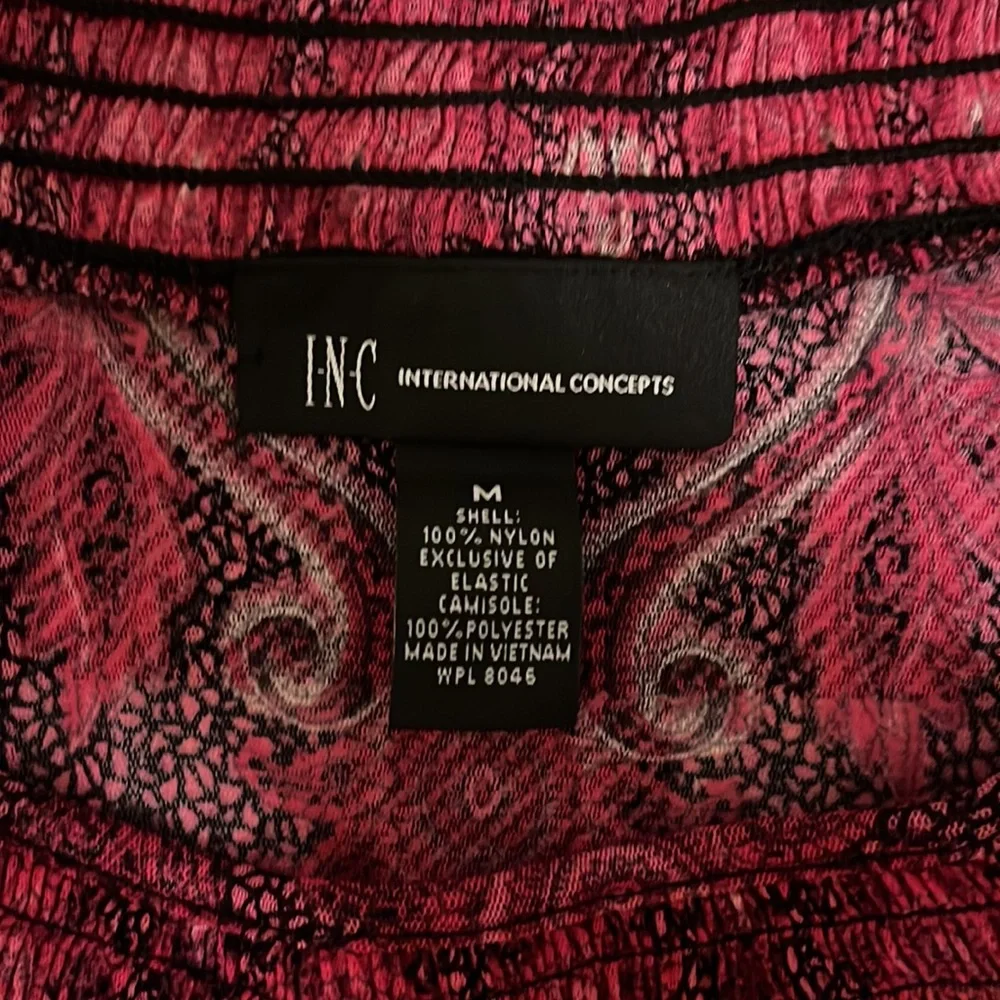 I·N·C INTERNATIONAL CONCEPTS
M
SHELL:
100% NYLON
EXCLUSIVE OF
ELASTIC
CAMISOLE:
100% POLYESTER
MADE IN VIETNAM
WPL 8046